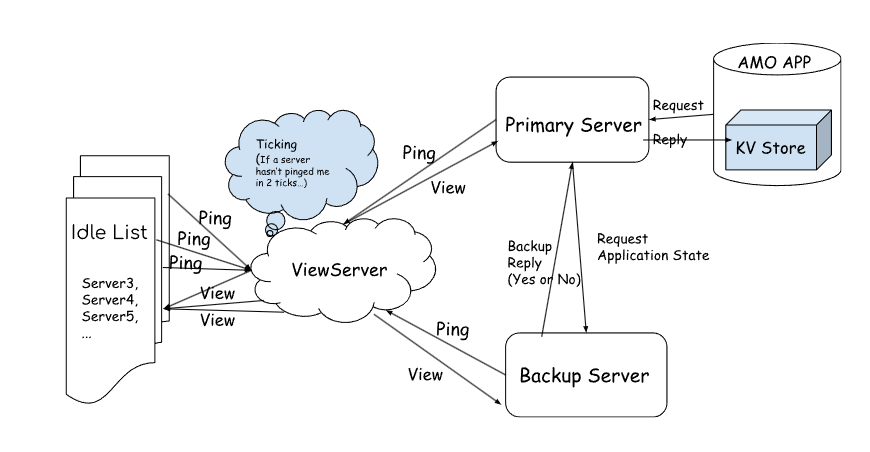 AMO APP
Request
Primary Server
Reply
KV Store
Ticking
(If a server
hasn't pinged me
in 2 ticks...)
Ping
View
Ping
Idle List
Ping
Ping
Server3,
Server4,
Server5,
...
View
View
ViewServer
Backup
Reply
(Yes or No)
Request
Application State
Ping
View
Backup Server